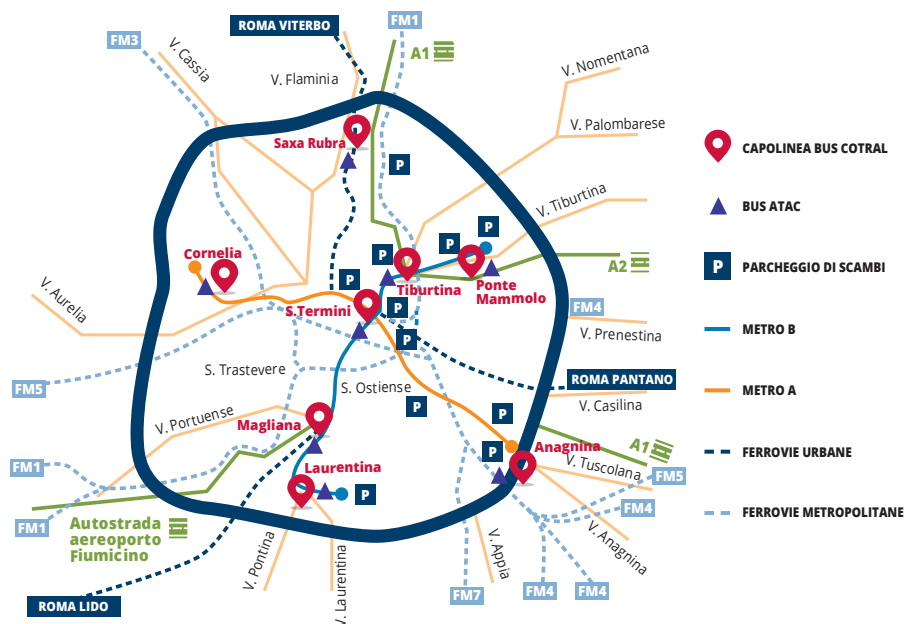 ROMA VITERBO
FM1
FM3
V. Cassia
A1
V. Flaminia
V. Nomentana
V. Palombarese
Saxa Rubra
P
CAPOLINEA BUS COTRAL
V. Tiburtina
BUS ATAC
P
P
P
Cornelia
A2
P PARCHEGGIO DI SCAMBI
Tiburtina
Ponte
Mammolo
P
V. Aurelia
S.Termini
P
FM4
METRO B
P
V. Prenestina
S. Trastevere
FM5
S. Ostiense
ROMA PANTANO
METRO A
P
V. Casilina
V. Portuense
P
Magliana
Anagnina
A1
P
FERROVIE URBANE
FM1
Laurentina
V. Tuscolana
FM5
P
FM4
FERROVIE METROPOLITANE
FM1
Autostrada
aereoporto
Fiumicino
V. Pontina
V. Laurentina
V. Appia
V. Anagnina
FM7
FM4
FM4
ROMA LIDO